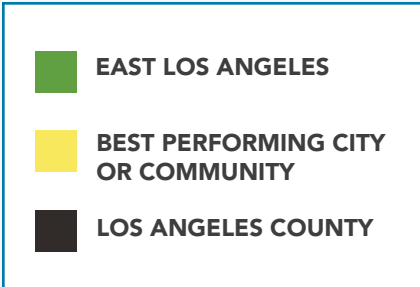 EAST LOS ANGELES
BEST PERFORMING CITY
OR COMMUNITY
LOS ANGELES COUNTY